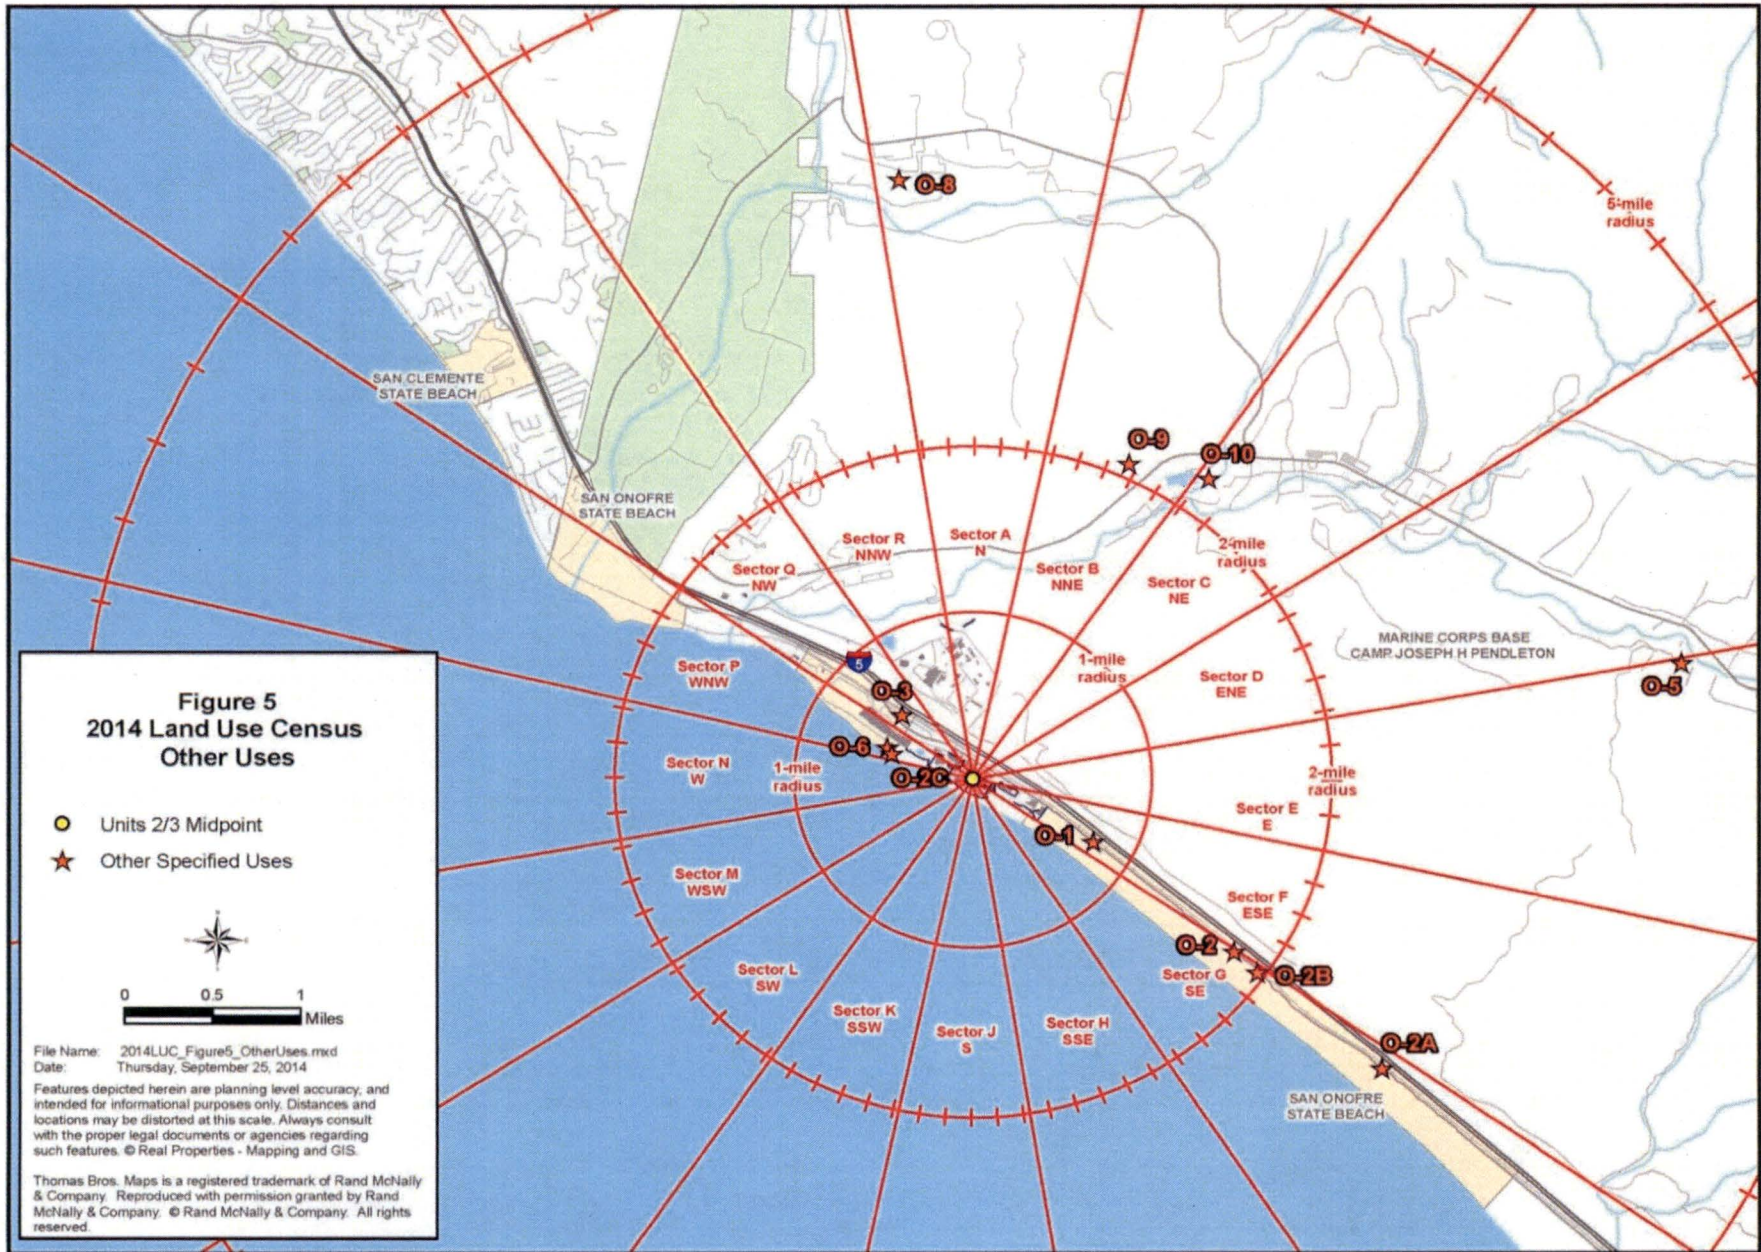 O-8
5-mile
radius
SAN CLEMENTE
STATE BEACH
O-9
O-10
SAN ONOFRE
STATE BEACH
Sector R
NNW
Sector A
N
2-mile
radius
Sector Q
NW
Sector B
NNE
Sector C
NE
MARINE CORPS BASE
CAMP JOSEPH H PENDLETON
5
1-mile
radius
Sector P
WNW
Sector D
ENE
O-5
O-3
O-6
O-2C
Sector N
W
1-mile
radius
2-mile
radius
Sector E
E
O-1
Sector M
WSW
Sector F
ESE
O-2
O-2B
Sector L
SW
Sector G
SE
Sector K
SSW
Sector J
S
Sector H
SSE
O-2A
SAN ONOFRE
STATE BEACH
Figure 5
2014 Land Use Census
Other Uses
Units 2/3 Midpoint
Other Specified Uses
0 0.5 1
Miles
File Name: 2014LUC_Figure5_OtherUses.mxd
Date: Thursday, September 25, 2014
Features depicted herein are planning level accuracy, and
intended for informational purposes only. Distances and
locations may be distorted at this scale. Always consult
with the proper legal documents or agencies regarding
such features. © Real Properties - Mapping and GIS.
Thomas Bros. Maps is a registered trademark of Rand McNally
& Company. Reproduced with permission granted by Rand
McNally & Company. © Rand McNally & Company. All rights
reserved.